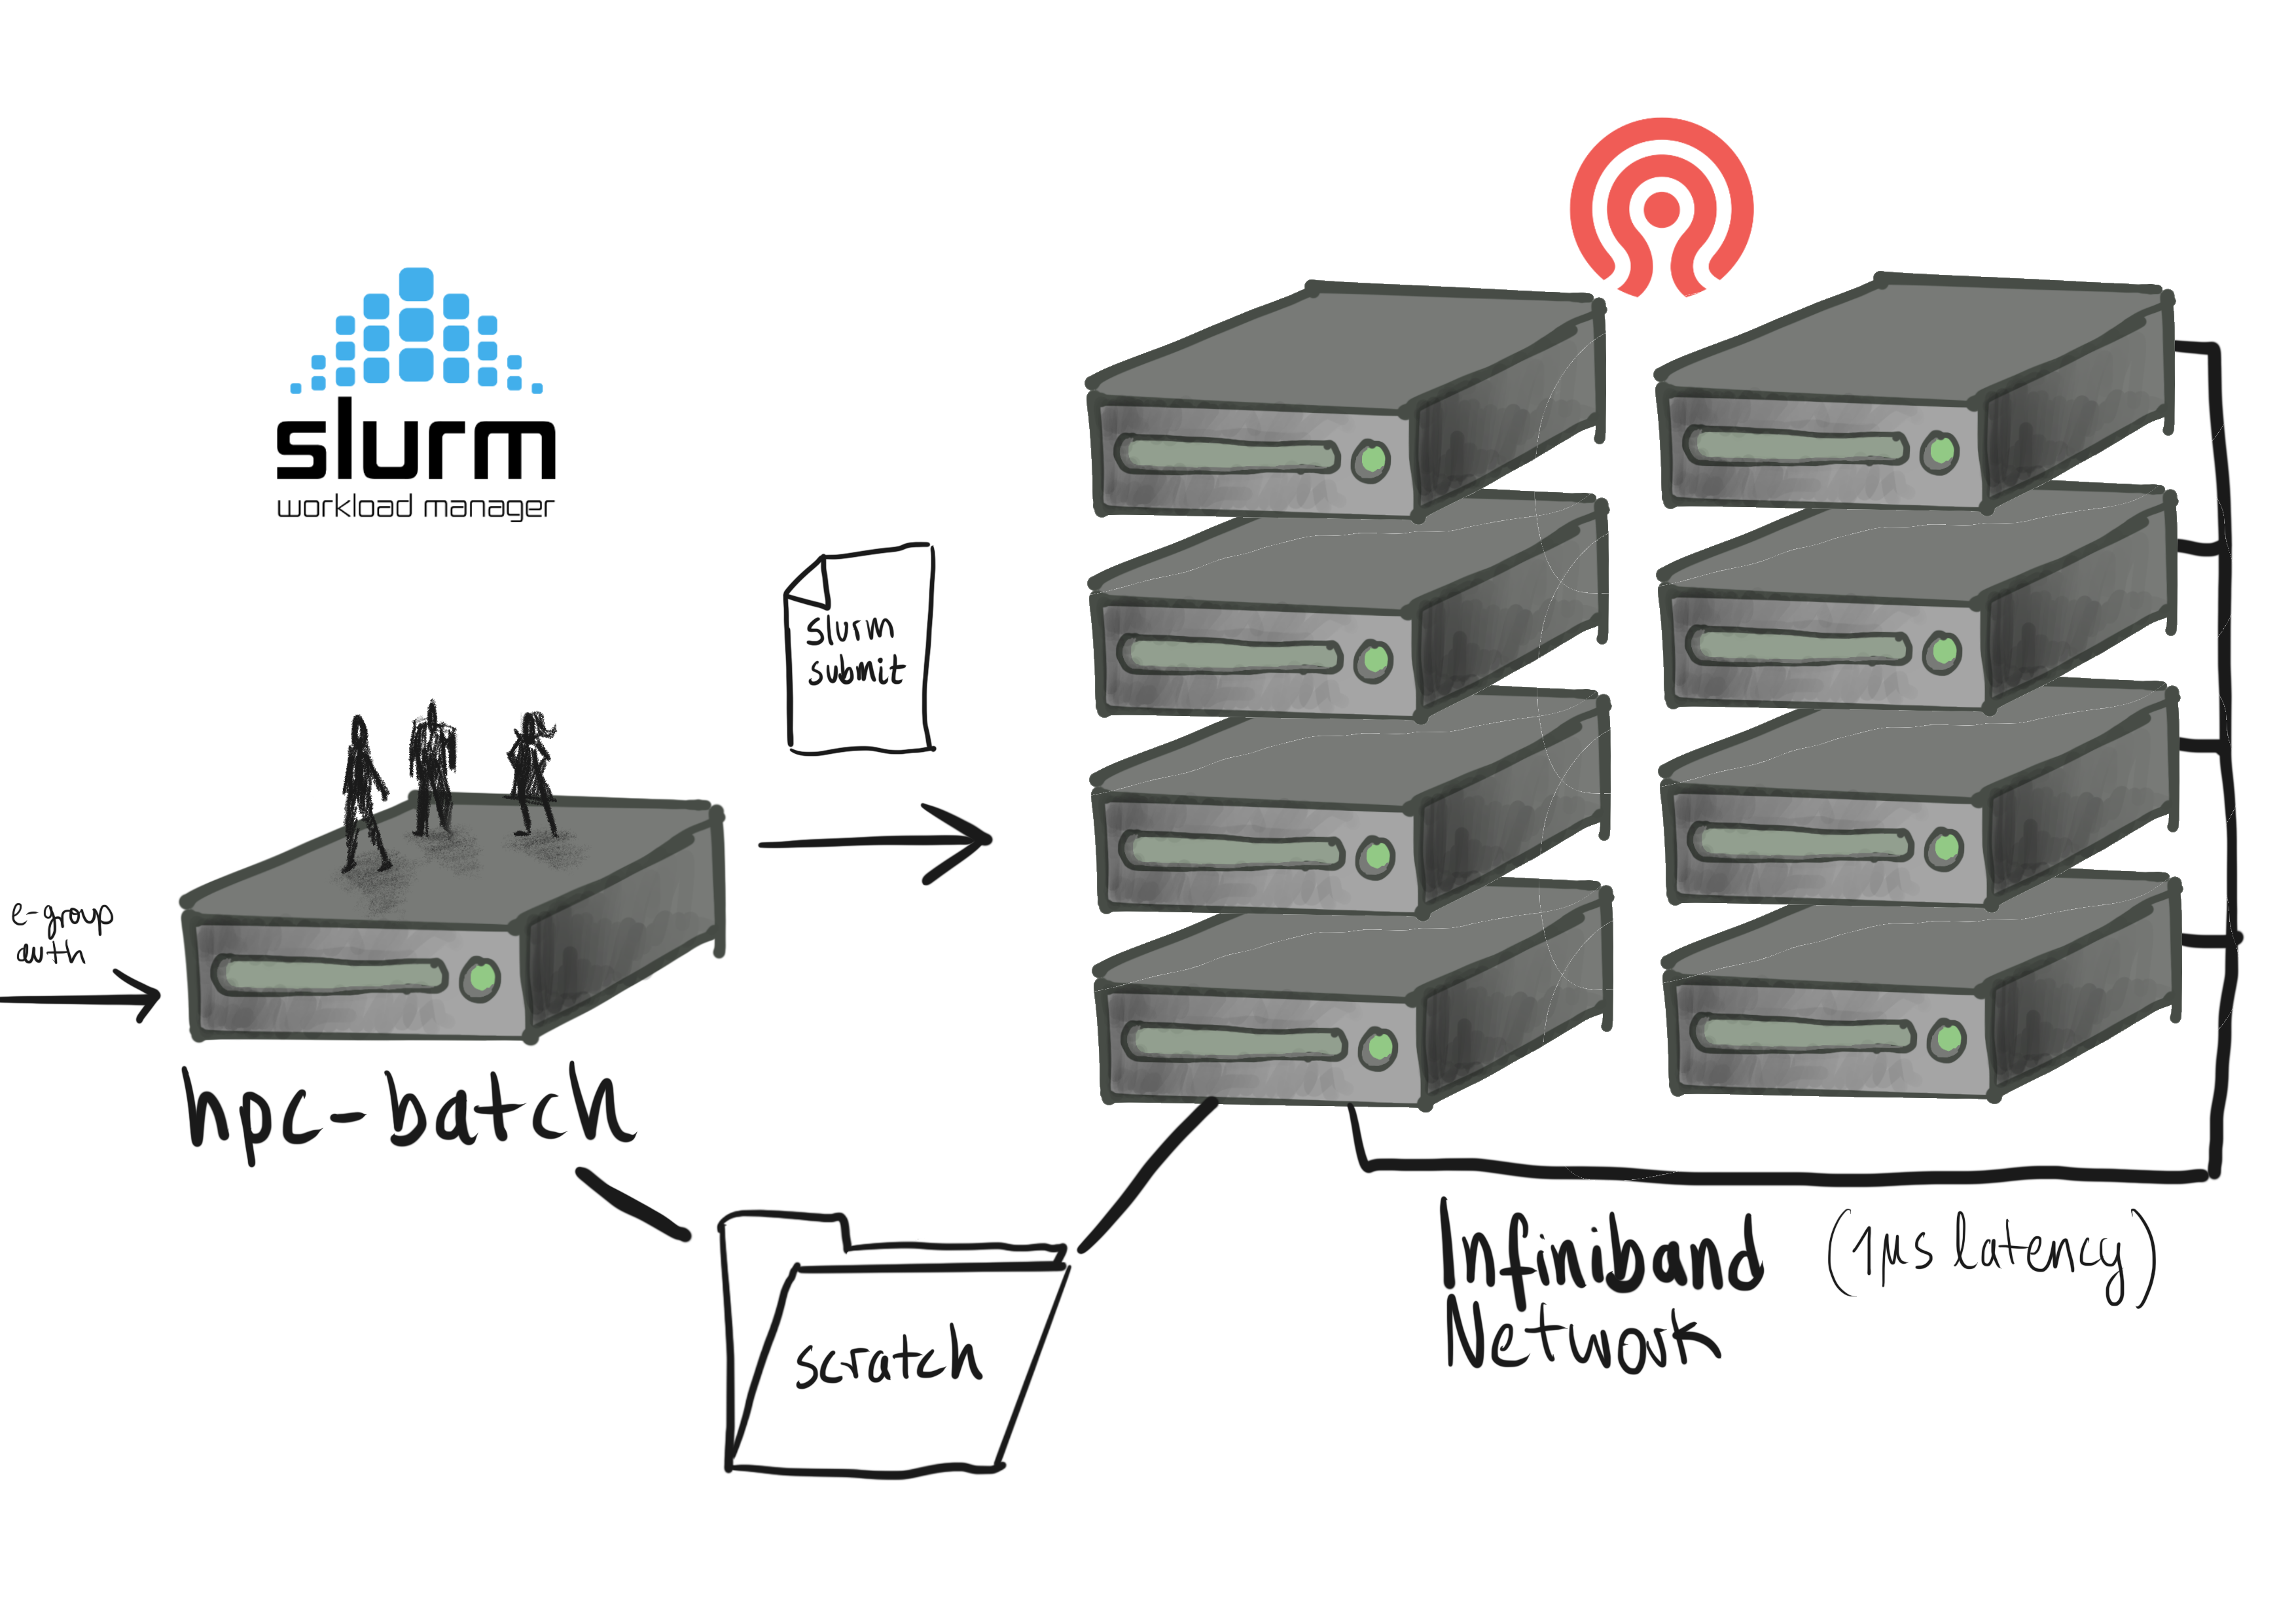 slurm
workload manager
slurm
submit
e-group
auth
hpc-batch
scratch
Infiniband (1μs latency)
Network